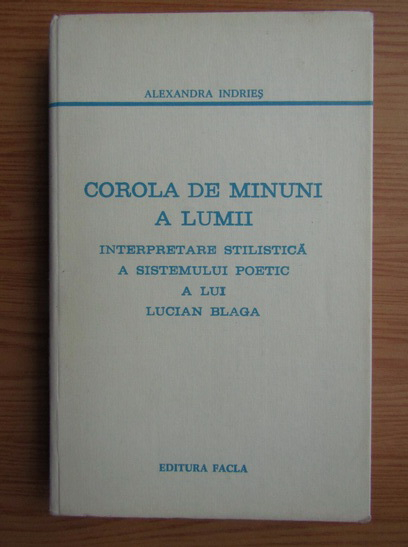 ALEXANDRA INDRIEȘ
COROLA DE MINUNI
A LUMII
INTERPRETARE STILISTICĂ
A SISTEMULUI POETIC
A LUI
LUCIAN BLAGA
EDITURA FACLA